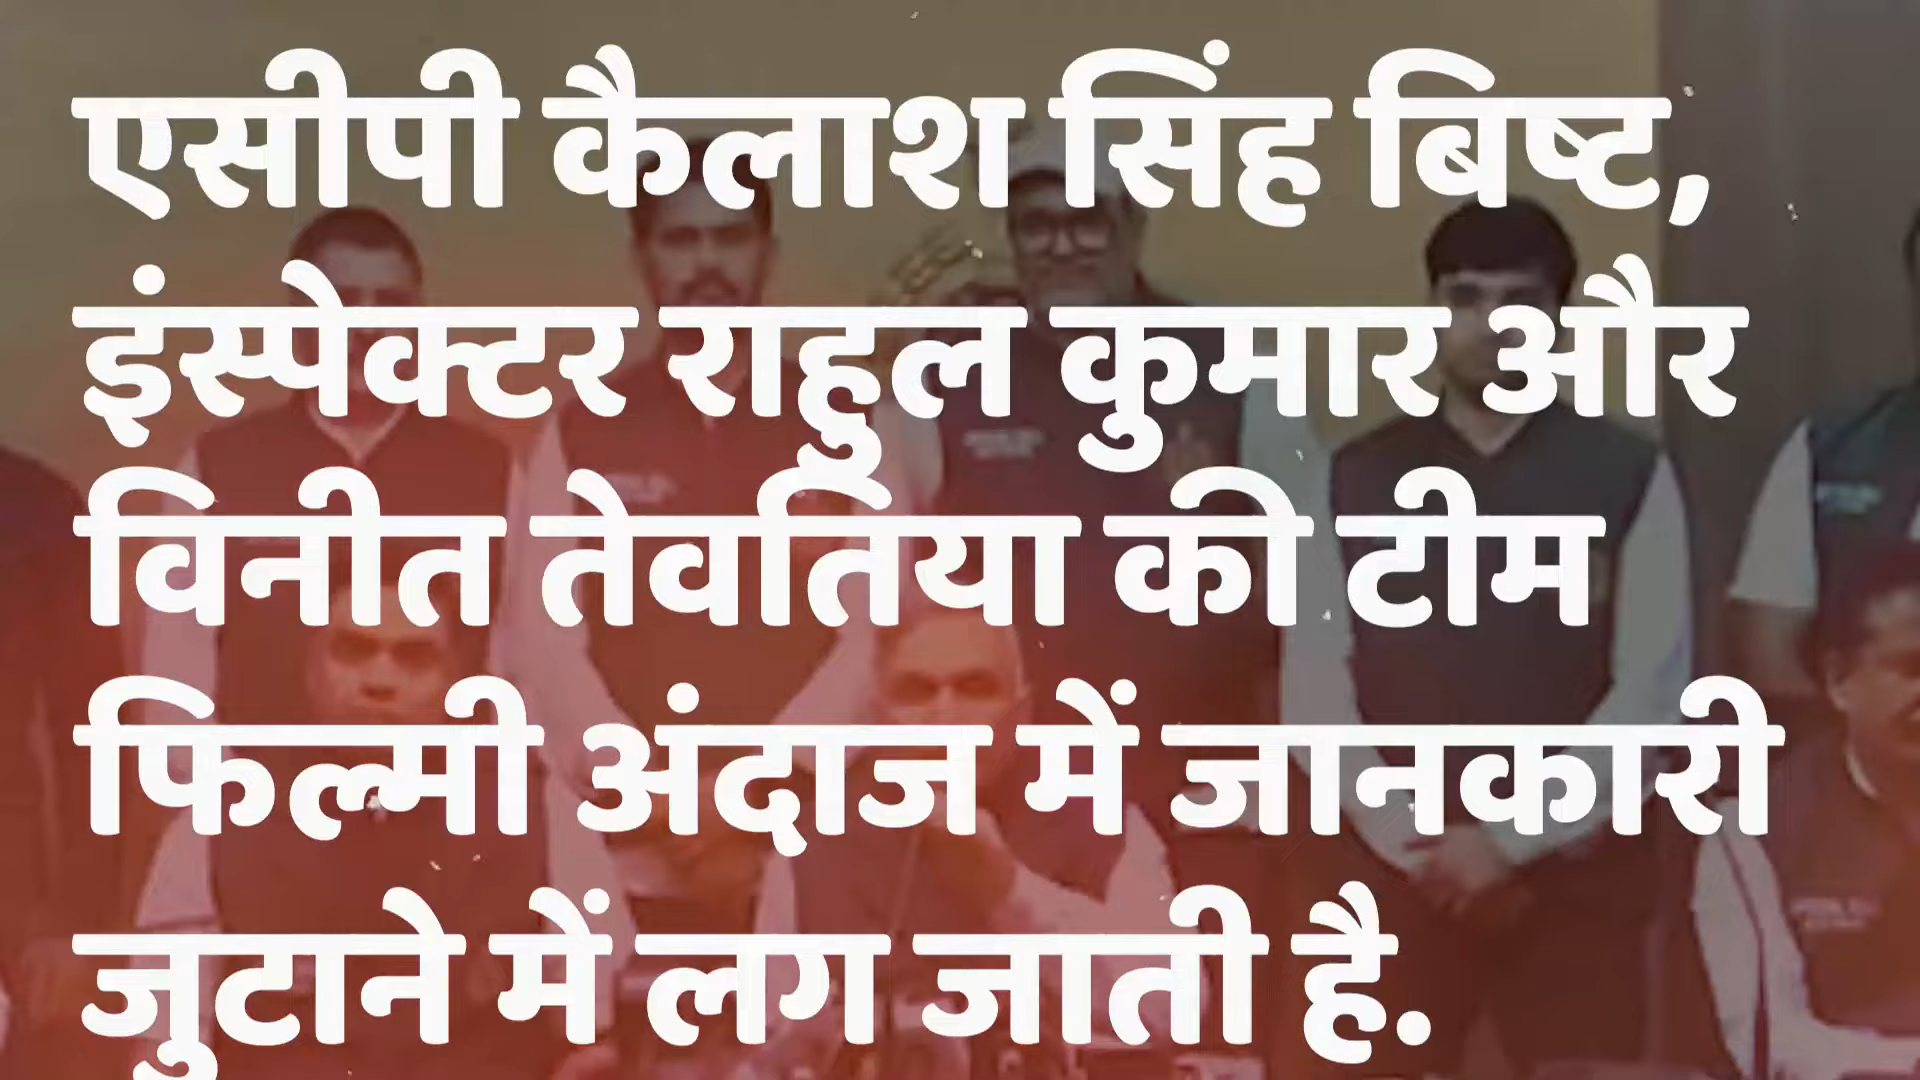 एसीपी कैलाश सिंह बिष्ट,
इंस्पेक्टर राहुल कुमार और
विनीत तेवतिया की टीम
फिल्मी अंदाज में जानकारी
जुटाने में लग जाती है.